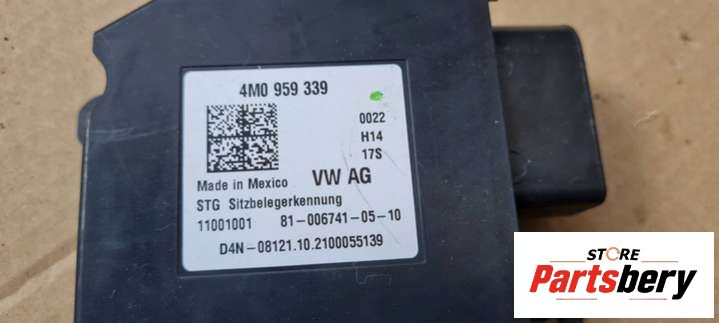 4M0 959 339
0022
H14
17S
Made in Mexico VW AG
STG Sitzbelegerkennung
11001001 81-006741-05-10
D4N-08121.10.2100055139
STORE
Partsbery